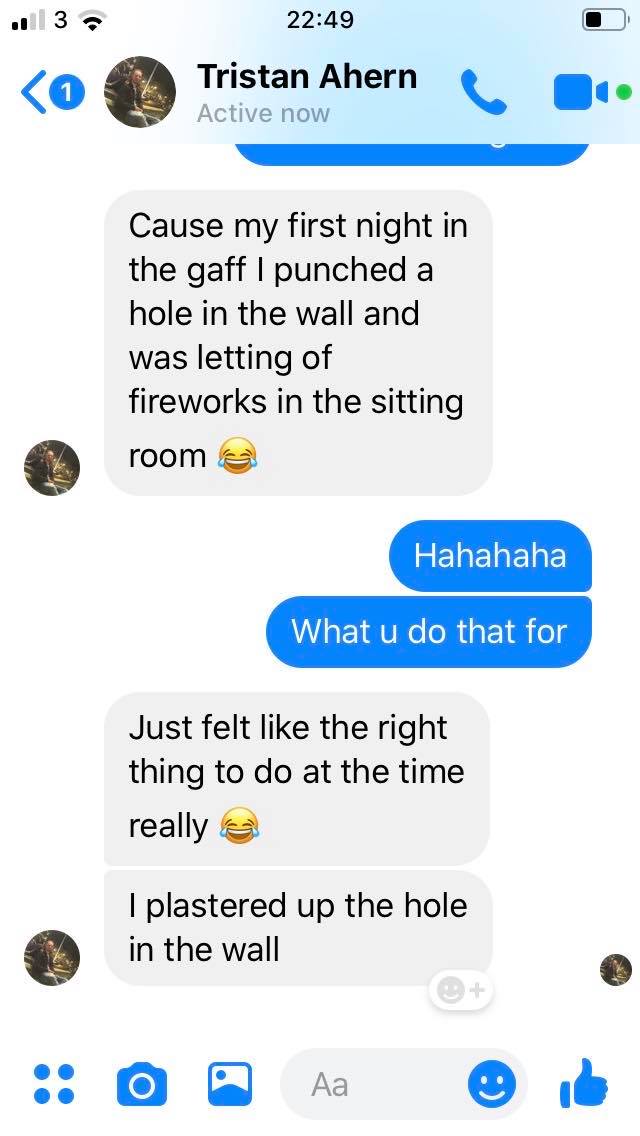 3 22:49
1 Tristan Ahern
Active now
Cause my first night in
the gaff I punched a
hole in the wall and
was letting of
fireworks in the sitting
room 😂
Hahahaha
What u do that for
Just felt like the right
thing to do at the time
really 😂
I plastered up the hole
in the wall
Aa